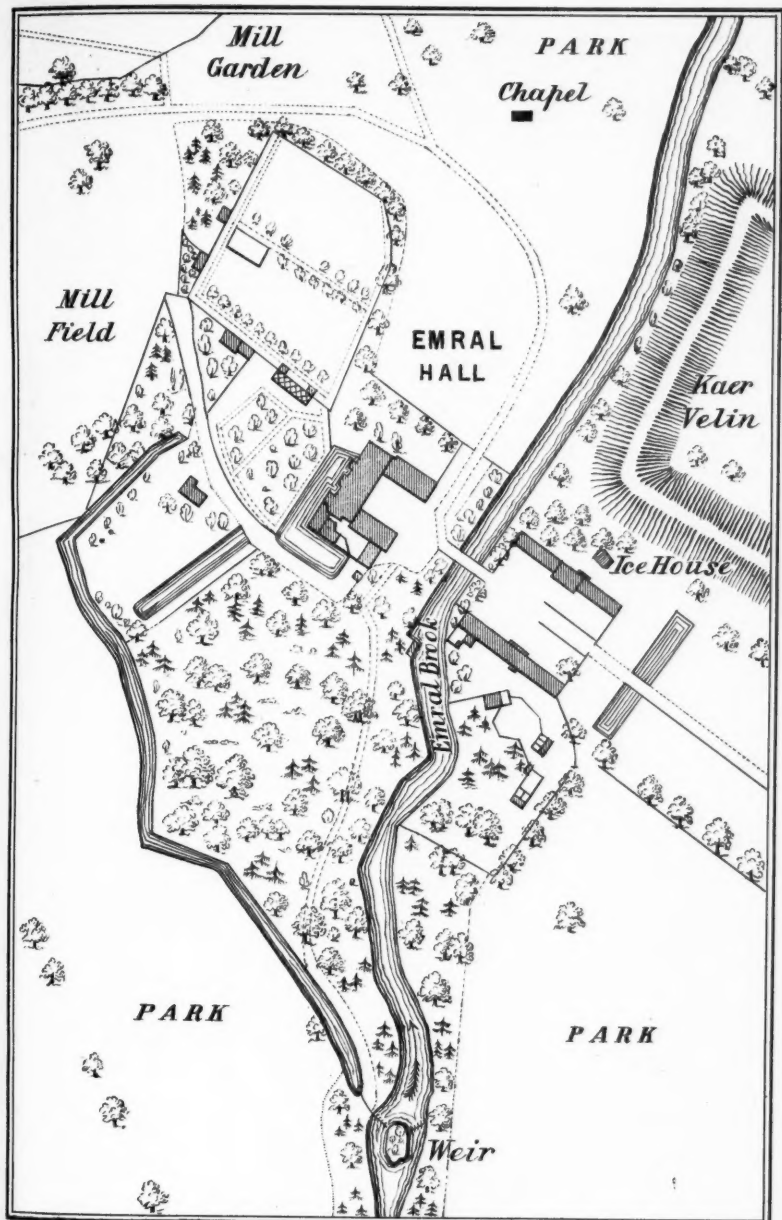 Mill
Garden
PARK
Chapel
Mill
Field
EMRAL
HALL
Kaer
Velin
Ice House
Emral Brook
PARK
PARK
Weir